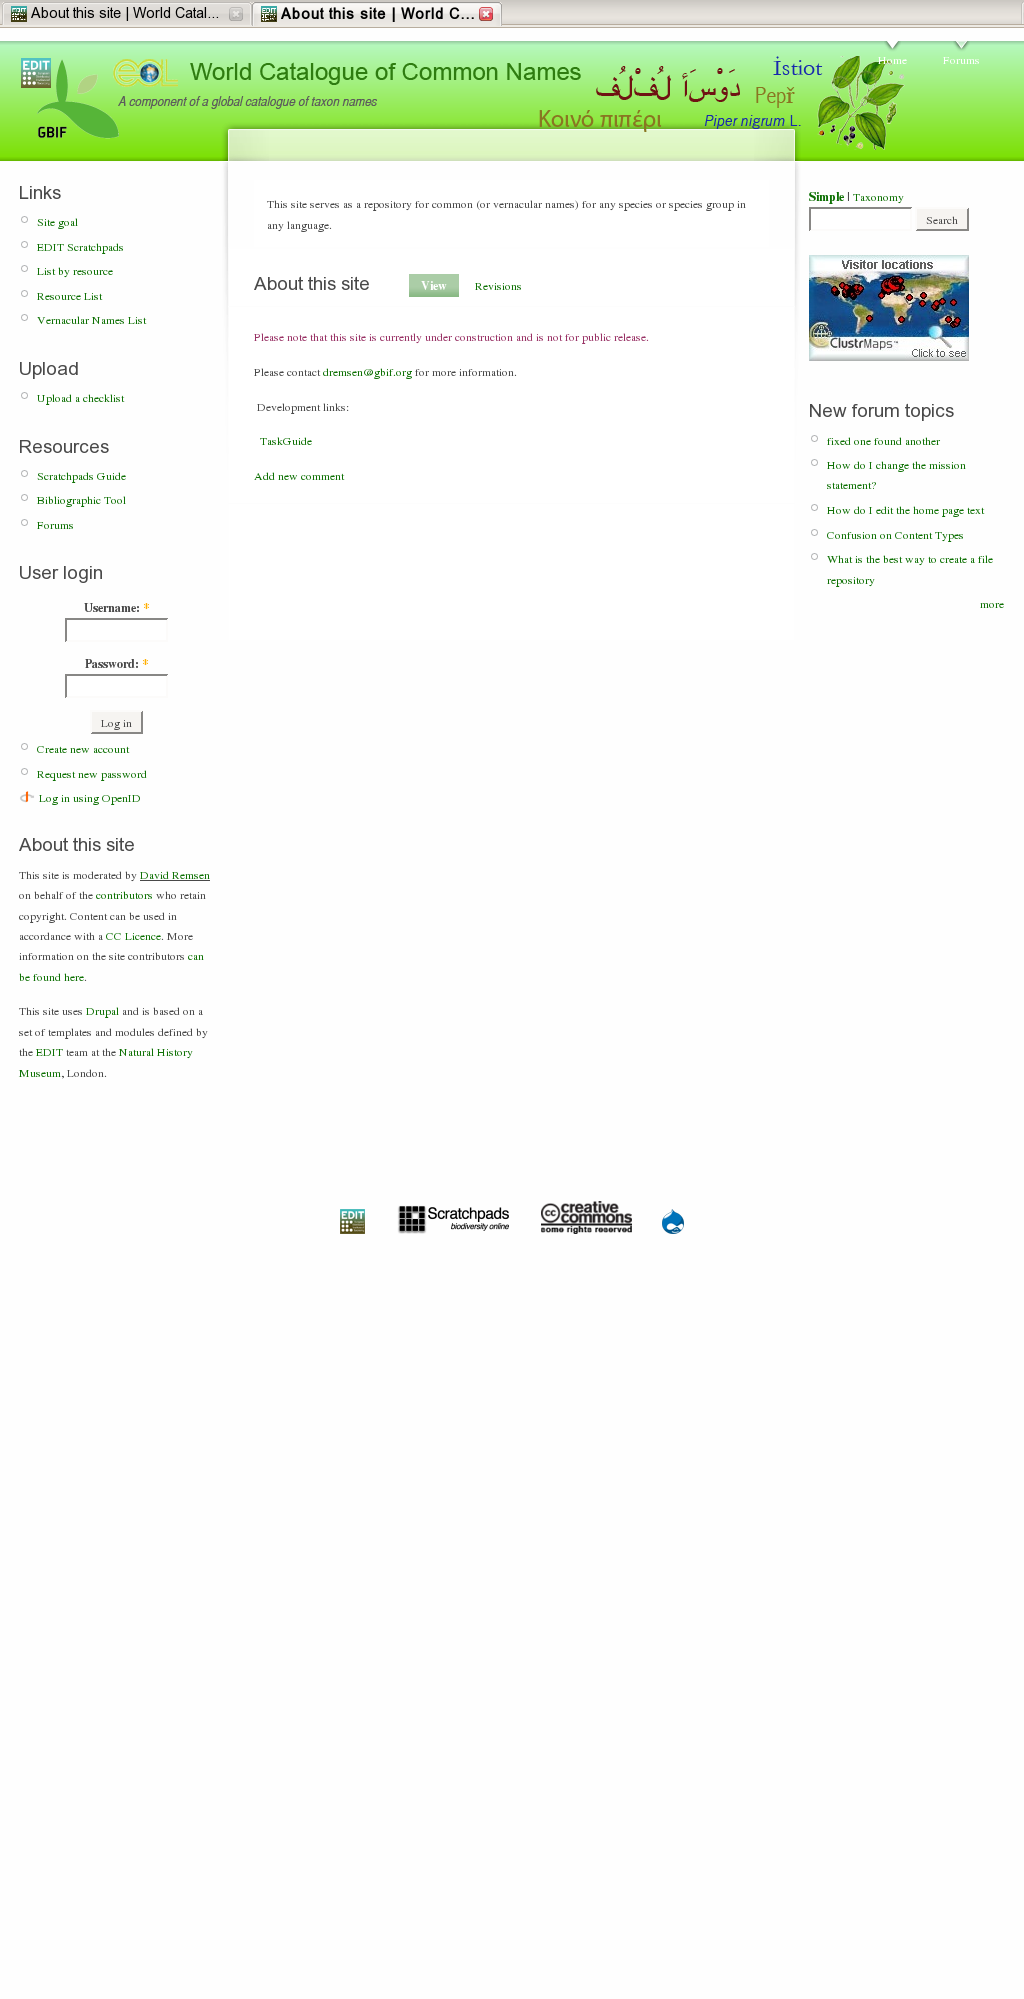 About this site | World Catal...
About this site | World C...
Home
Forums
EDIT
GBIF
EOL
World Catalogue of Common Names
A component of a global catalogue of taxon names
İstiot
Pepř
Κοινό πιπέρι
Piper nigrum L.
Links
Site goal
EDIT Scratchpads
List by resource
Resource List
Vernacular Names List
Upload
Upload a checklist
Resources
Scratchpads Guide
Bibliographic Tool
Forums
User login
Username: *
Password: *
Log in
Create new account
Request new password
Log in using OpenID
About this site
This site is moderated by David Remsen
on behalf of the contributors who retain
copyright. Content can be used in
accordance with a CC Licence. More
information on the site contributors can
be found here.
This site uses Drupal and is based on a
set of templates and modules defined by
the EDIT team at the Natural History
Museum, London.
This site serves as a repository for common (or vernacular names) for any species or species group in
any language.
About this site
View
Revisions
Please note that this site is currently under construction and is not for public release.
Please contact dremsen@gbif.org for more information.
Development links:
TaskGuide
Add new comment
Simple | Taxonomy
Search
Visitor locations
ClustrMaps™
Click to see
New forum topics
fixed one found another
How do I change the mission
statement?
How do I edit the home page text
Confusion on Content Types
What is the best way to create a file
repository
more
EDIT
Scratchpads
biodiversity online
cc creative
commons
some rights reserved